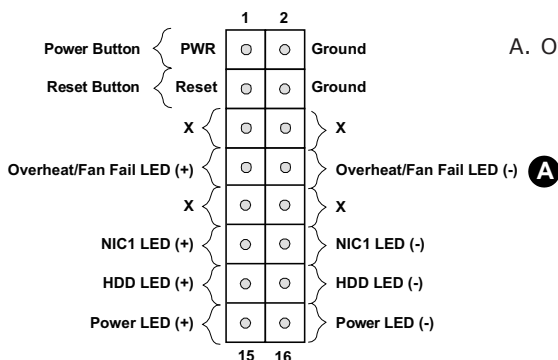 1 2
Power Button PWR Ground A. O
Reset Button Reset Ground
X X
Overheat/Fan Fail LED (+) Overheat/Fan Fail LED (-) A
X X
NIC1 LED (+) NIC1 LED (-)
HDD LED (+) HDD LED (-)
Power LED (+) Power LED (-)
15 16